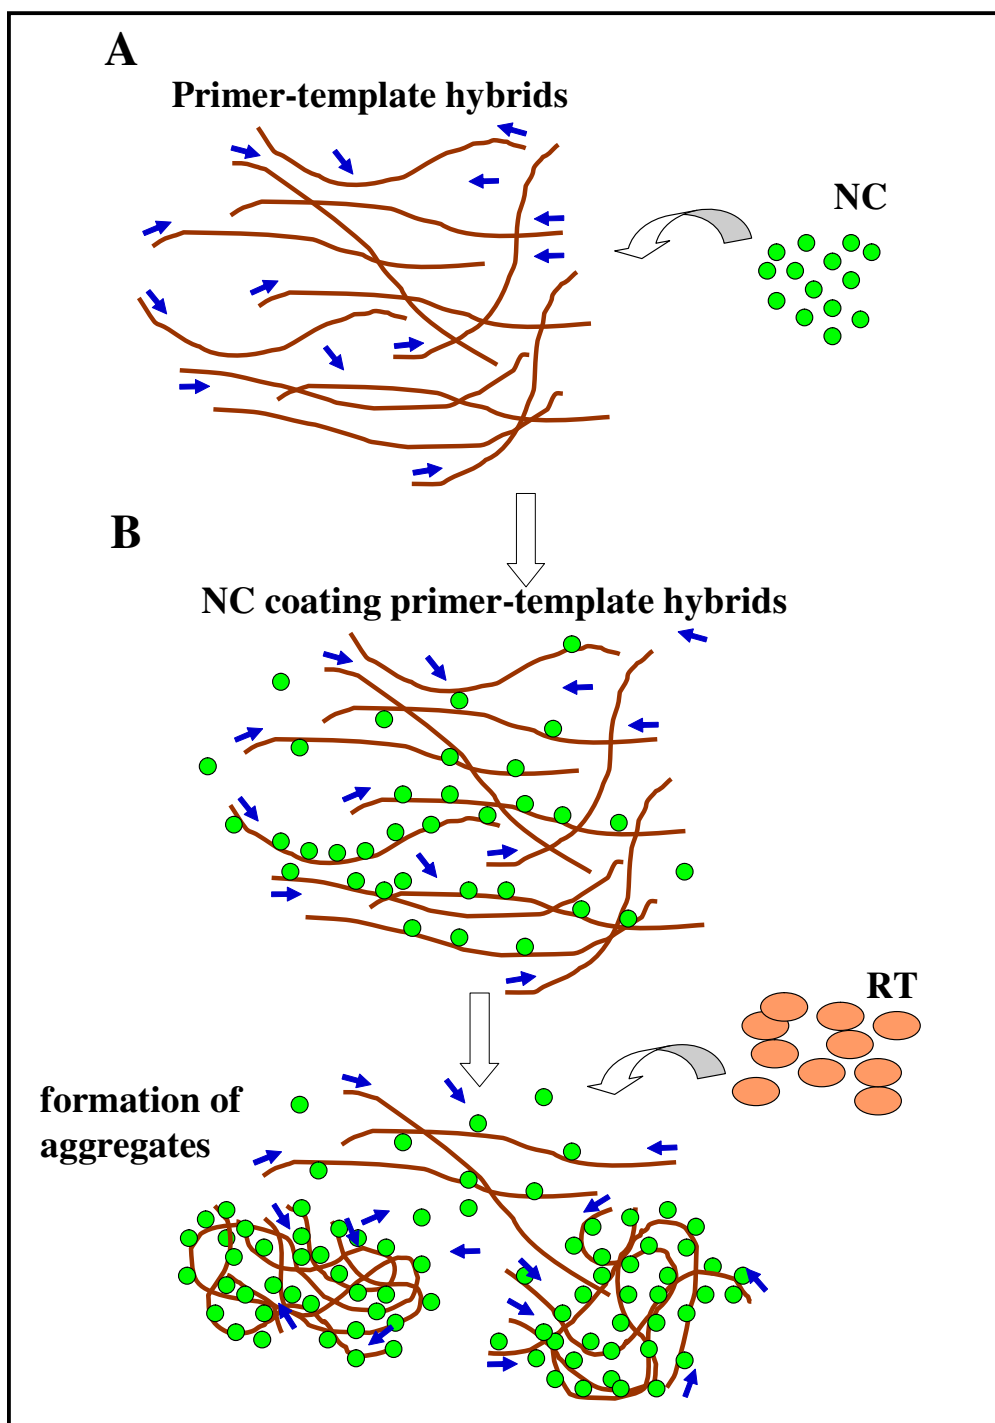 A
Primer-template hybrids
NC
B
NC coating primer-template hybrids
RT
formation of
aggregates